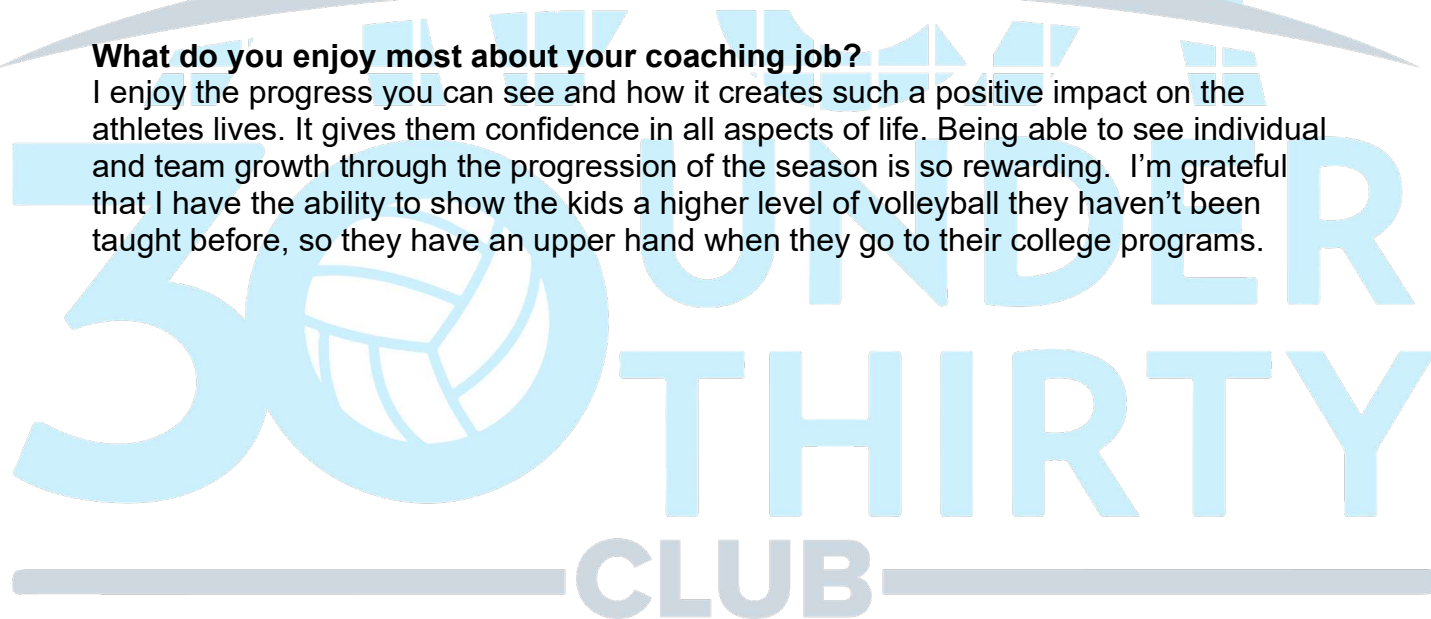 What do you enjoy most about your coaching job?
I enjoy the progress you can see and how it creates such a positive impact on the
athletes lives. It gives them confidence in all aspects of life. Being able to see individual
and team growth through the progression of the season is so rewarding.  I’m grateful
that I have the ability to show the kids a higher level of volleyball they haven’t been
taught before, so they have an upper hand when they go to their college programs.
30 UNDER
THIRTY
CLUB